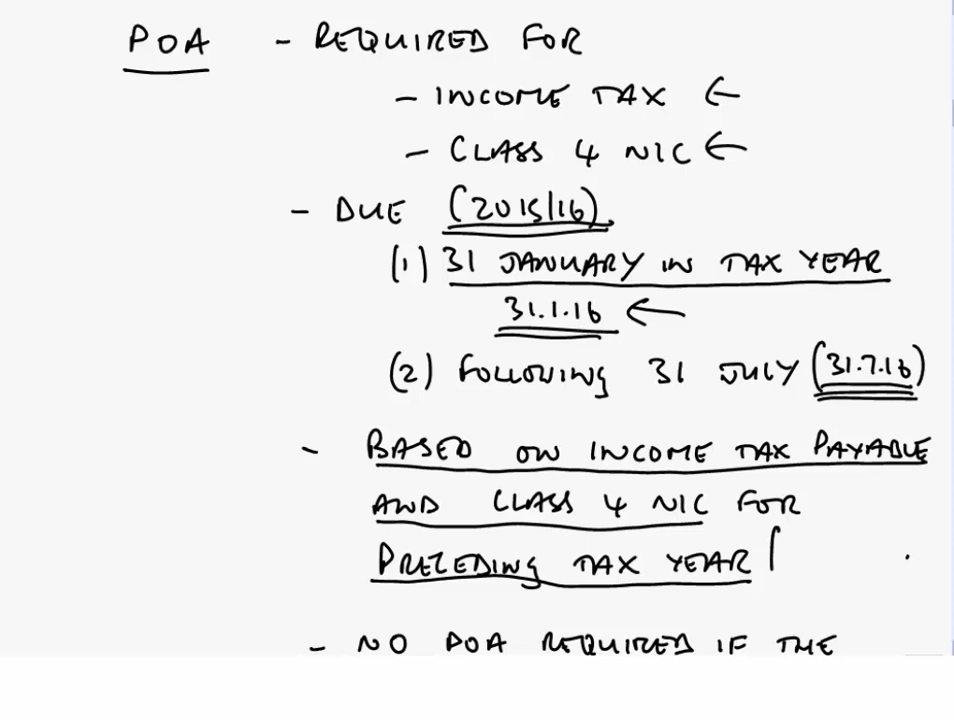 POA - REQUIRED FOR
- INCOME TAX ←
- CLASS 4 NIC ←
- DUE (2015/16)
(1) 31 JANUARY IN TAX YEAR
31.1.16 ←
(2) FOLLOWING 31 JULY (31.7.16)
- BASED ON INCOME TAX PAYABLE
AND CLASS 4 NIC FOR
PRECEDING TAX YEAR (
- NO POA REQUIRED IF THE